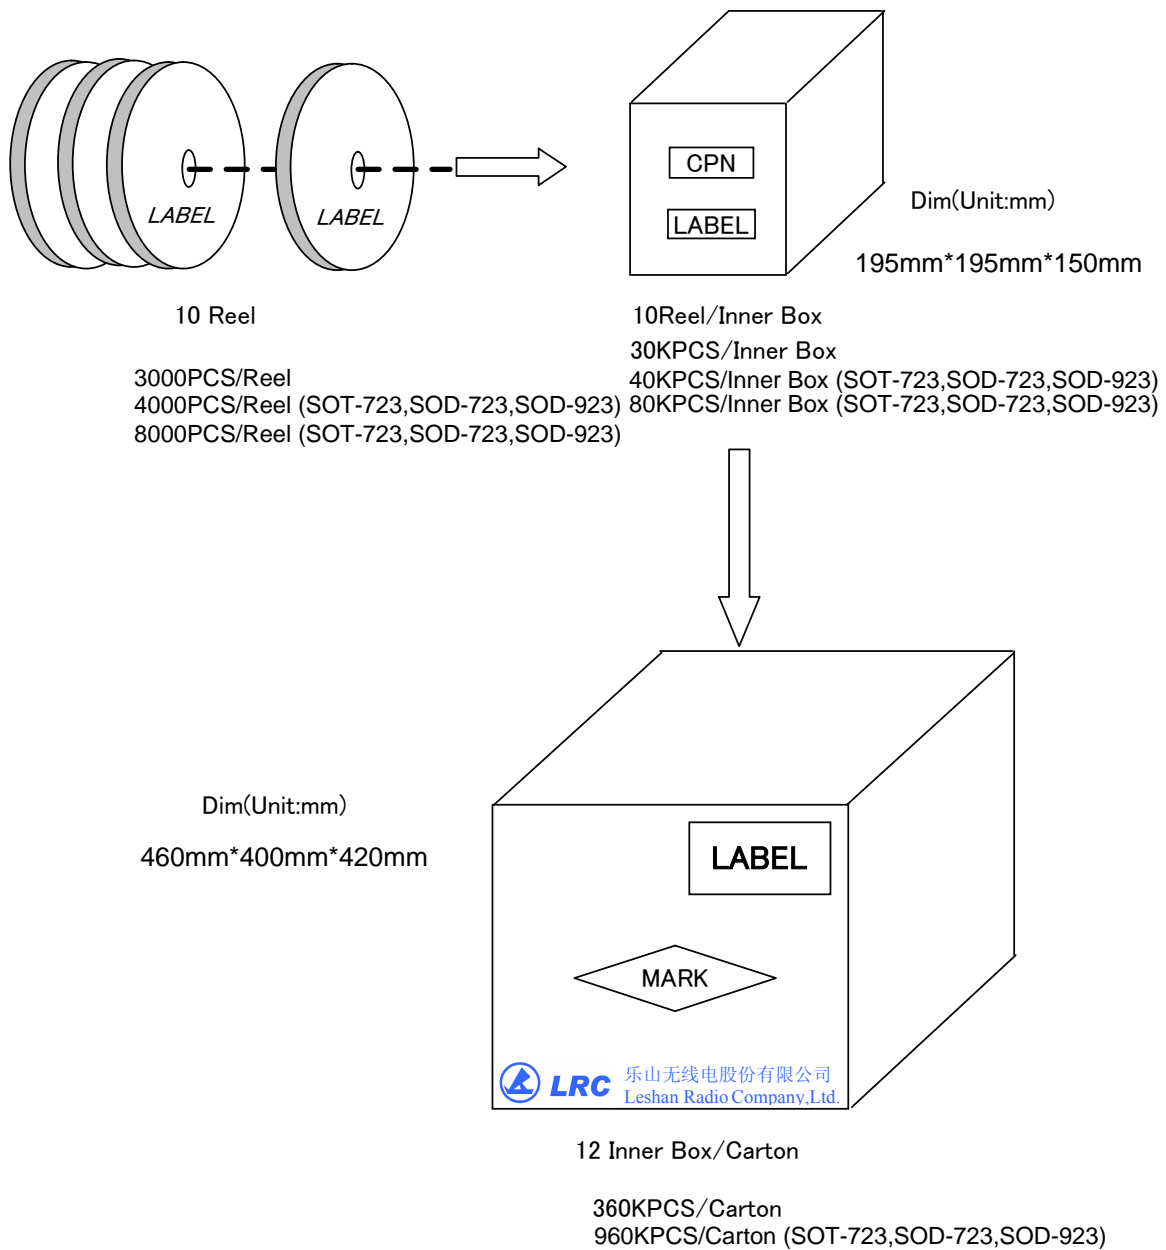 LABEL
LABEL
CPN
LABEL
Dim(Unit:mm)
195mm*195mm*150mm
10 Reel
3000PCS/Reel
4000PCS/Reel (SOT-723,SOD-723,SOD-923)
8000PCS/Reel (SOT-723,SOD-723,SOD-923)
10Reel/Inner Box
30KPCS/Inner Box
40KPCS/Inner Box (SOT-723,SOD-723,SOD-923)
80KPCS/Inner Box (SOT-723,SOD-723,SOD-923)
Dim(Unit:mm)
460mm*400mm*420mm
LABEL
MARK
LRC
乐山无线电股份有限公司
Leshan Radio Company,Ltd.
12 Inner Box/Carton
360KPCS/Carton
960KPCS/Carton (SOT-723,SOD-723,SOD-923)